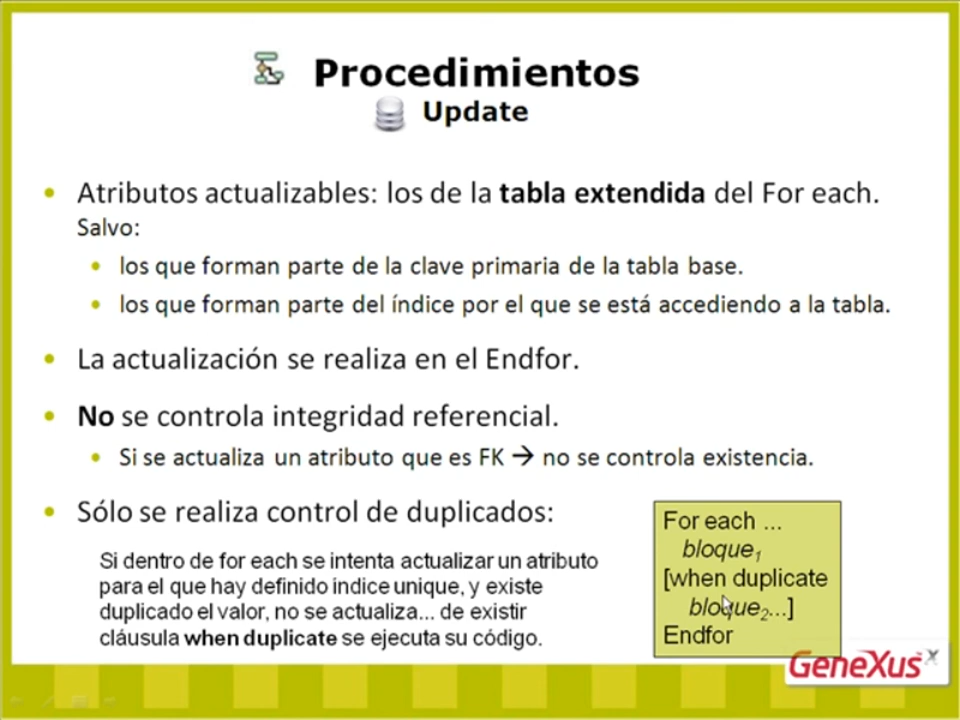 Procedimientos
Update
• Atributos actualizables: los de la tabla extendida del For each.
Salvo:
• los que forman parte de la clave primaria de la tabla base.
• los que forman parte del índice por el que se está accediendo a la tabla.
• La actualización se realiza en el Endfor.
• No se controla integridad referencial.
• Si se actualiza un atributo que es FK → no se controla existencia.
• Sólo se realiza control de duplicados:
Si dentro de for each se intenta actualizar un atributo
para el que hay definido índice unique, y existe
duplicado el valor, no se actualiza... de existir
cláusula when duplicate se ejecuta su código.
For each ...
bloque1
[when duplicate
bloque2...]
Endfor
GeneXus™